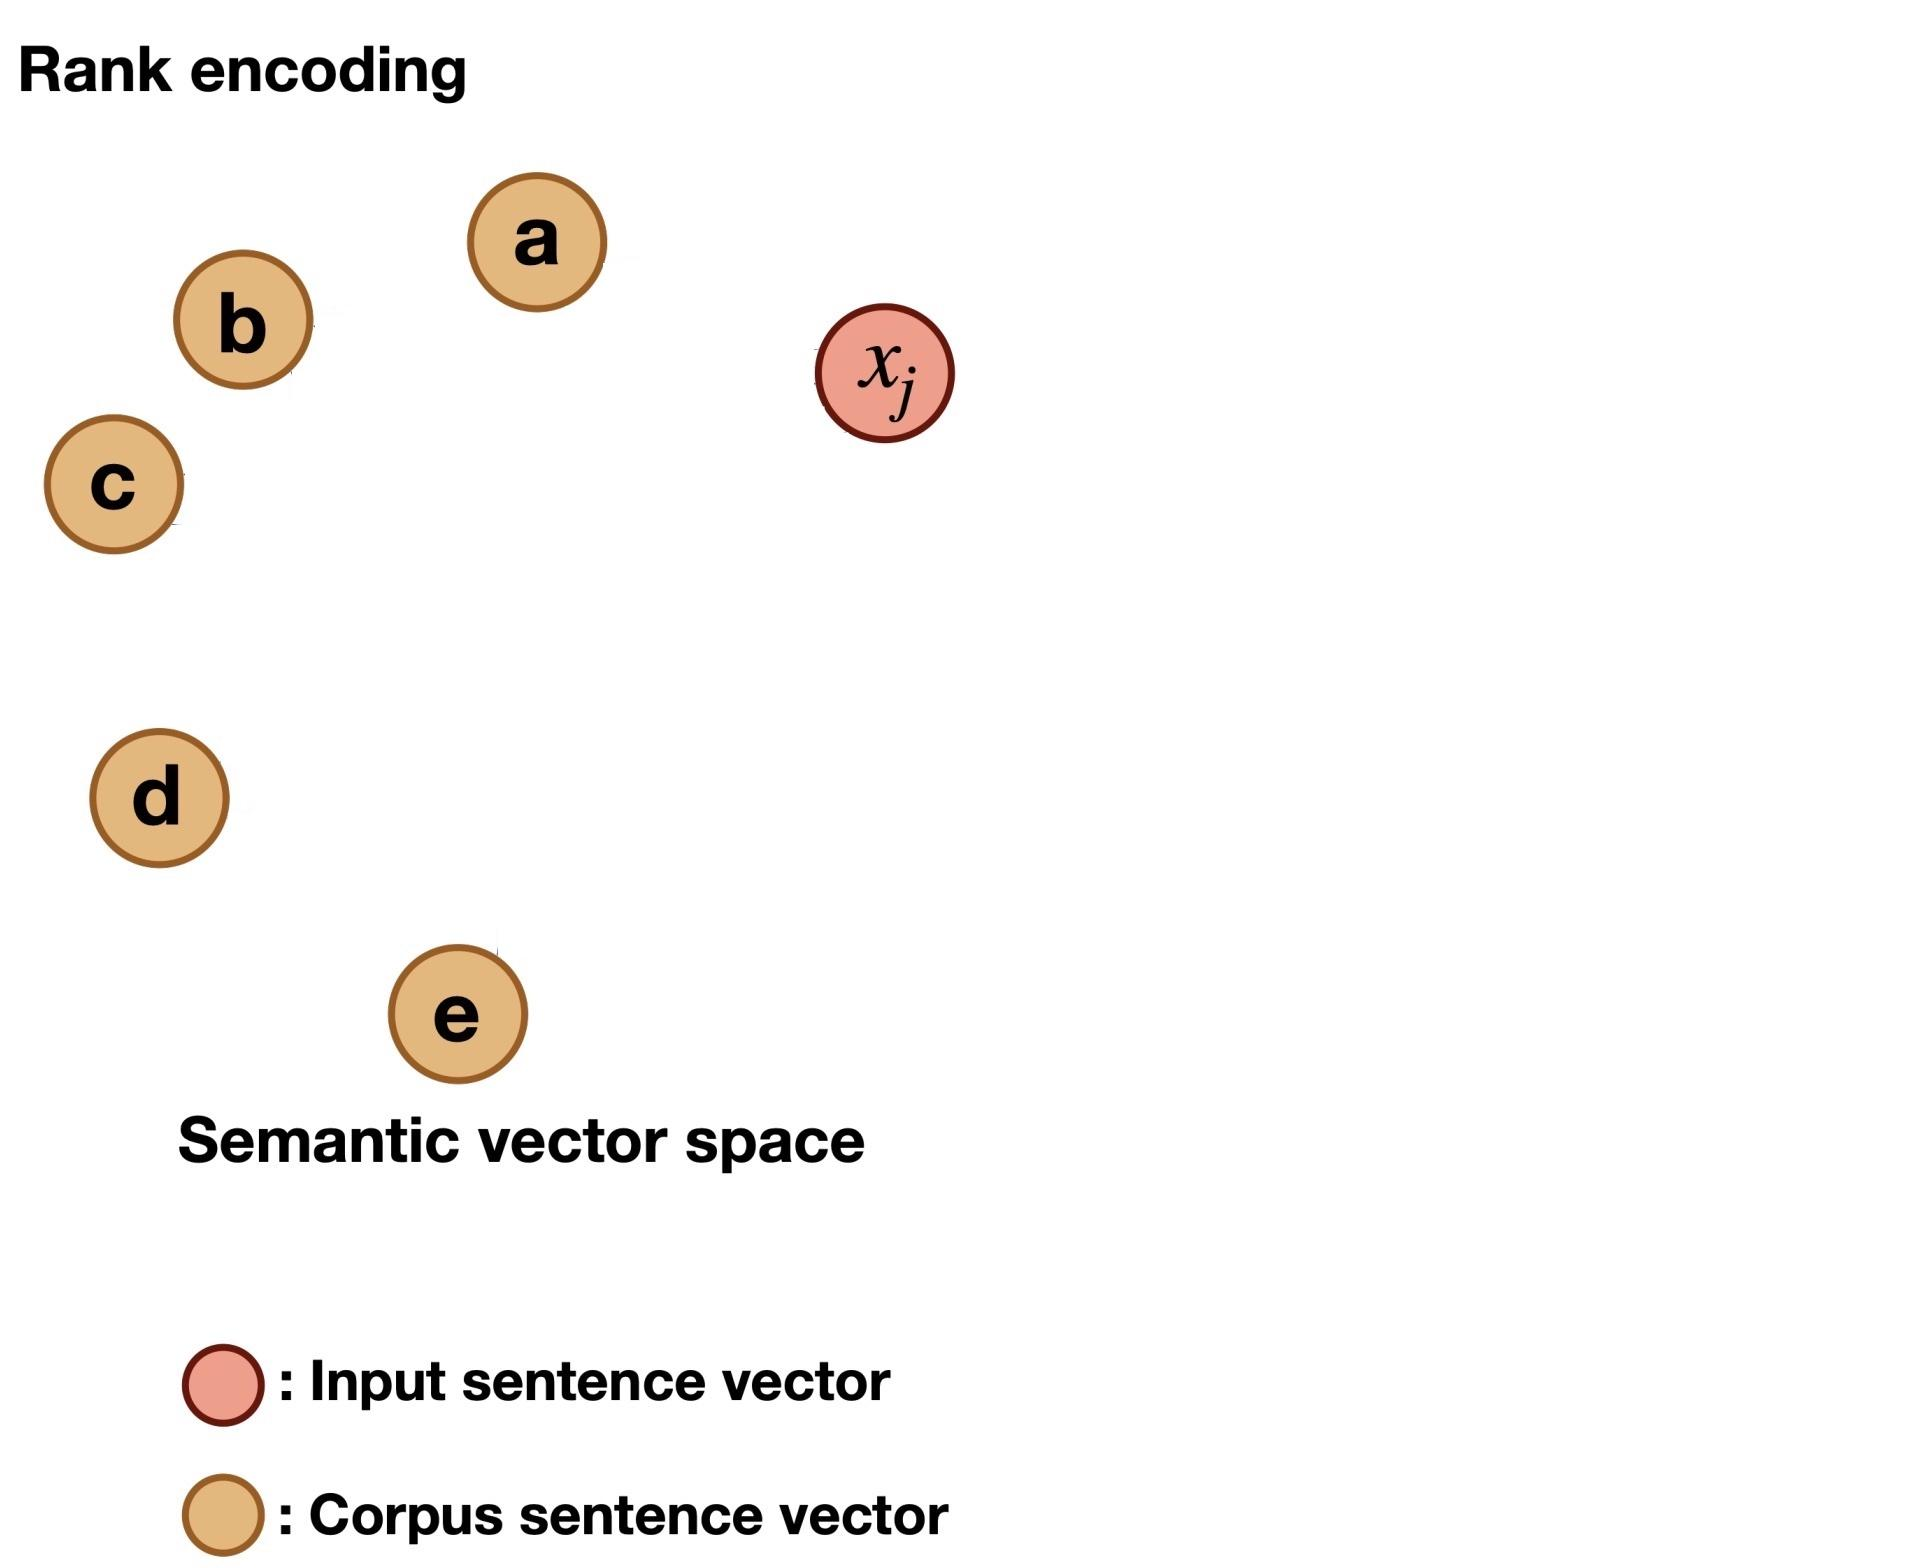 Rank encoding
a
b
x_j
c
d
e
Semantic vector space
: Input sentence vector
: Corpus sentence vector